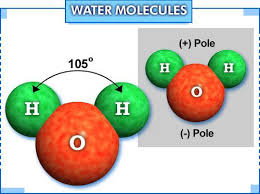 WATER MOLECULES
105°
H H
O
(+) Pole
H H
O
(-) Pole